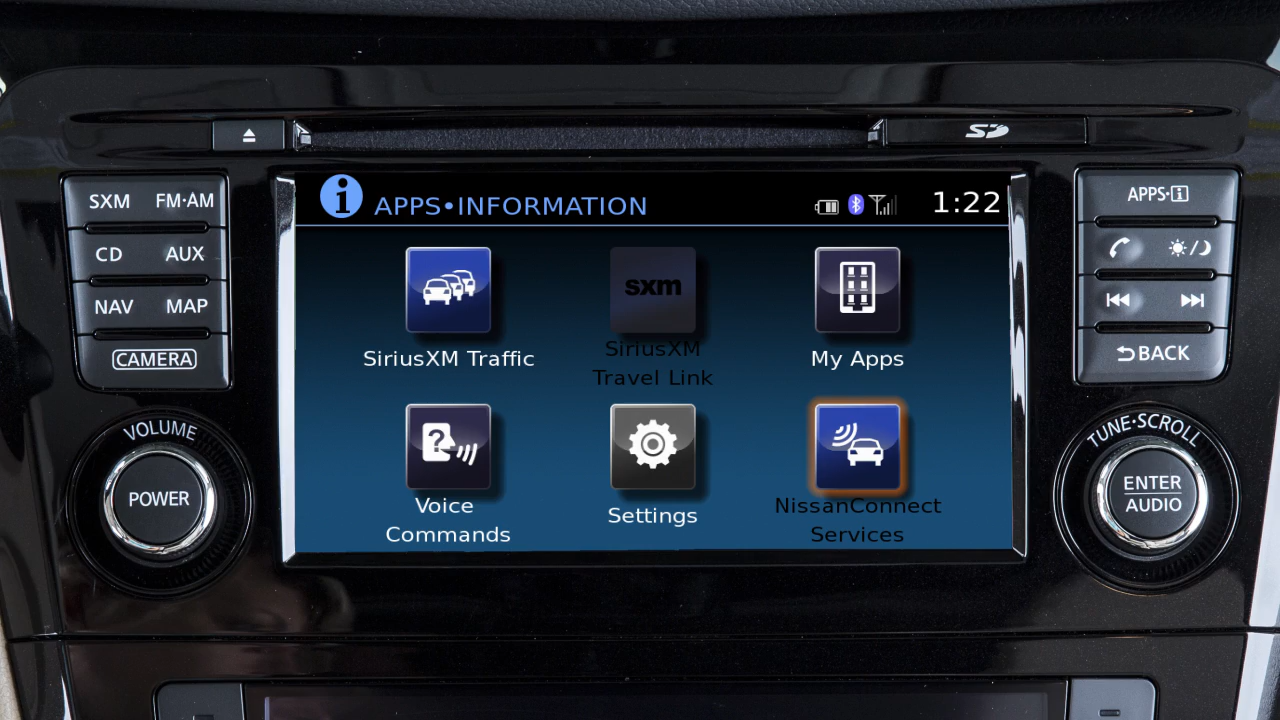 SD
SXM FM·AM
CD AUX
NAV MAP
CAMERA
VOLUME
POWER
i APPS•INFORMATION 1:22
SiriusXM Traffic
sxm
SiriusXM
Travel Link
My Apps
?
Voice
Commands
Settings
NissanConnect
Services
APPS·i
BACK
TUNE·SCROLL
ENTER
AUDIO